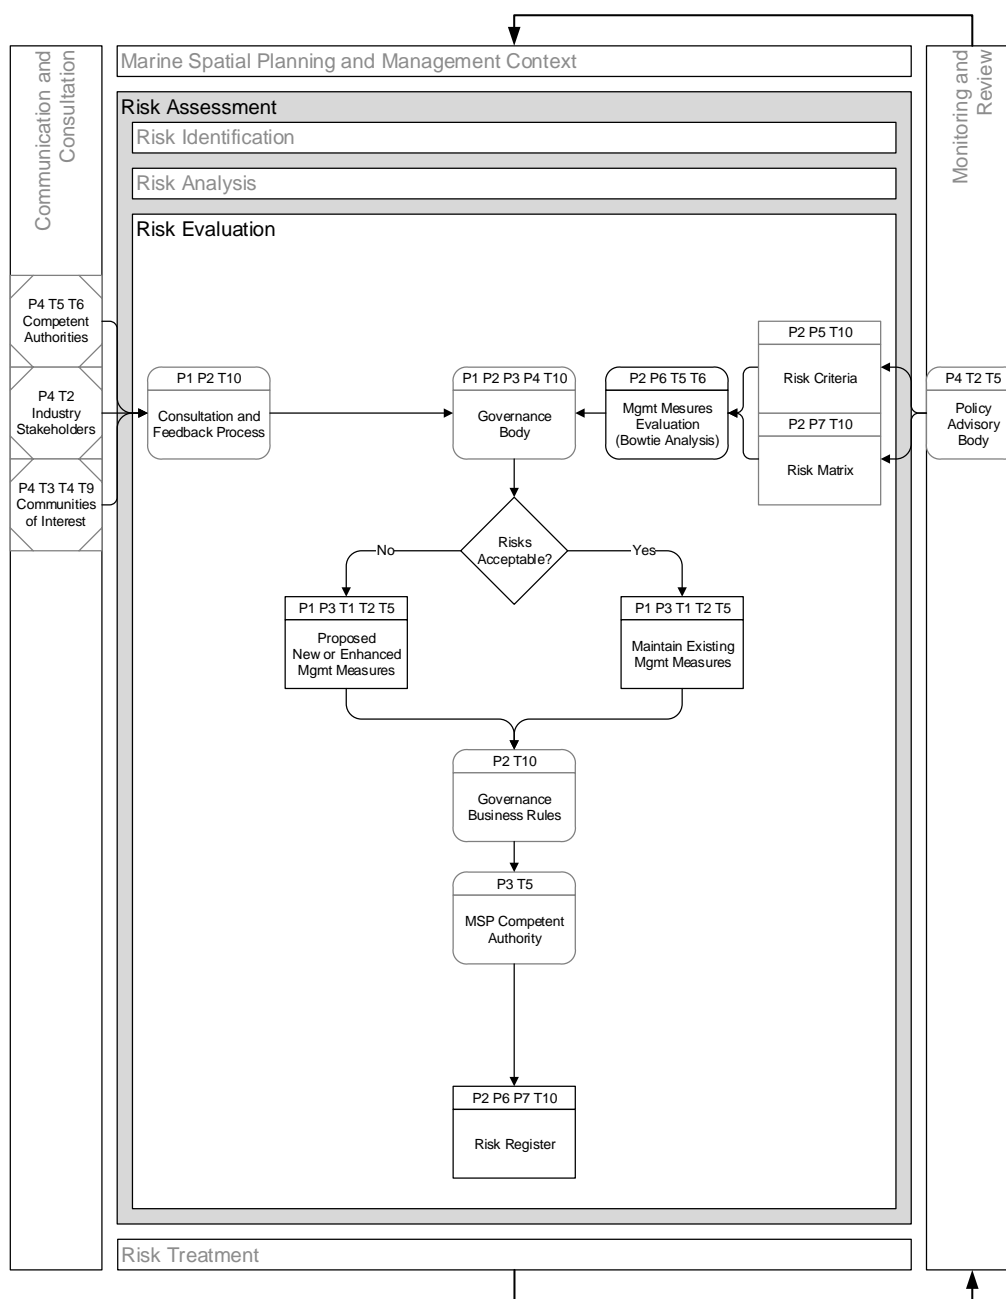 Communication and
Consultation
Marine Spatial Planning and Management Context
Monitoring and
Review
Risk Assessment
Risk Identification
Risk Analysis
Risk Evaluation
P4 T5 T6
Competent
Authorities
P4 T2
Industry
Stakeholders
P4 T3 T4 T9
Communities
of Interest
P1 P2 T10
Consultation and
Feedback Process
P1 P2 P3 P4 T10
Governance
Body
P2 P6 T5 T6
Mgmt Mesures
Evaluation
(Bowtie Analysis)
P2 P5 T10
Risk Criteria
P2 P7 T10
Risk Matrix
P4 T2 T5
Policy
Advisory
Body
Risks
Acceptable?
No
Yes
P1 P3 T1 T2 T5
Proposed
New or Enhanced
Mgmt Measures
P1 P3 T1 T2 T5
Maintain Existing
Mgmt Measures
P2 T10
Governance
Business Rules
P3 T5
MSP Competent
Authority
P2 P6 P7 T10
Risk Register
Risk Treatment